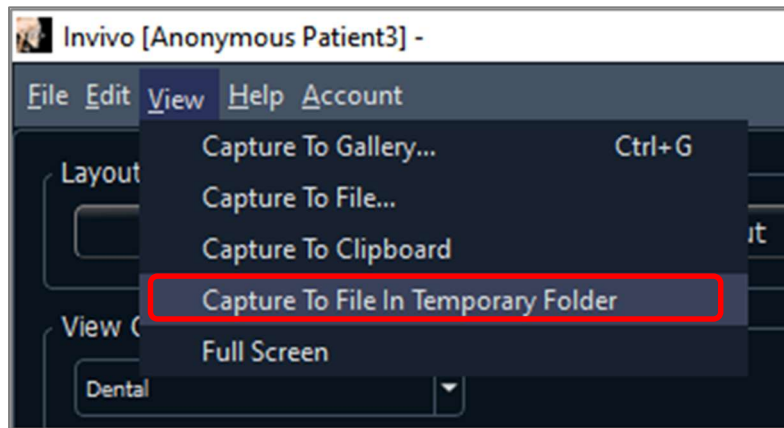 Invivo [Anonymous Patient3] -
File Edit View Help Account
Capture To Gallery... Ctrl+G
Layout
Capture To File...
Capture To Clipboard
Capture To File In Temporary Folder
View
Full Screen
Dental